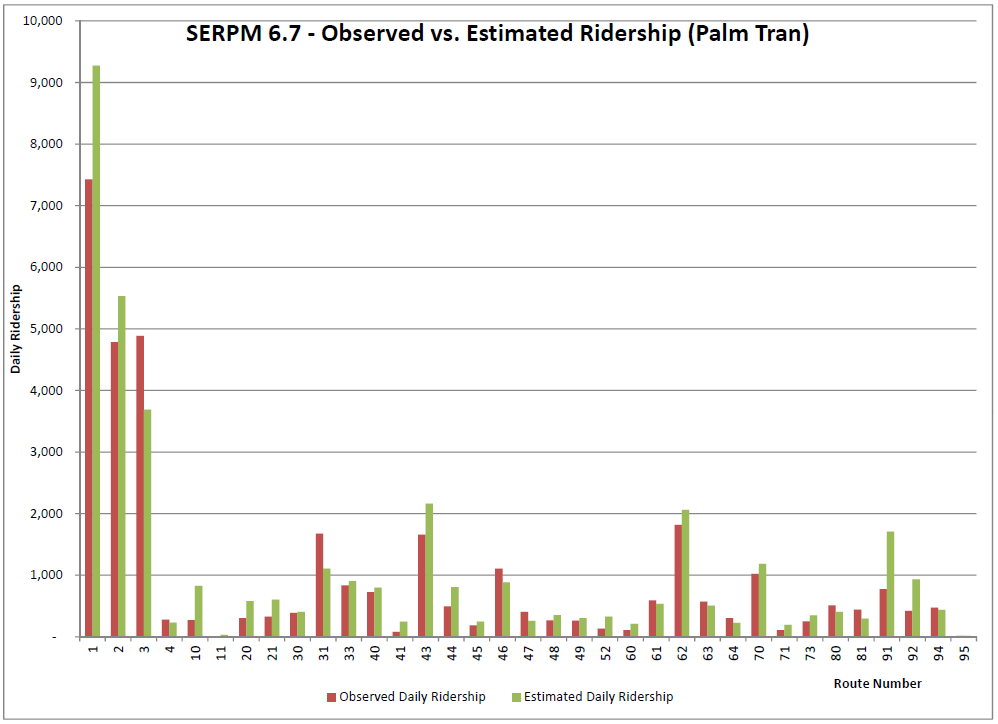 SERPM 6.7 - Observed vs. Estimated Ridership (Palm Tran)
10,000
9,000
8,000
7,000
6,000
5,000
4,000
3,000
2,000
1,000
-
Daily Ridership
1 2 3 4 10 11 20 21 30 31 33 40 41 43 44 45 46 47 48 49 52 60 61 62 63 64 70 71 73 80 81 91 92 94 95
Route Number
Observed Daily Ridership Estimated Daily Ridership